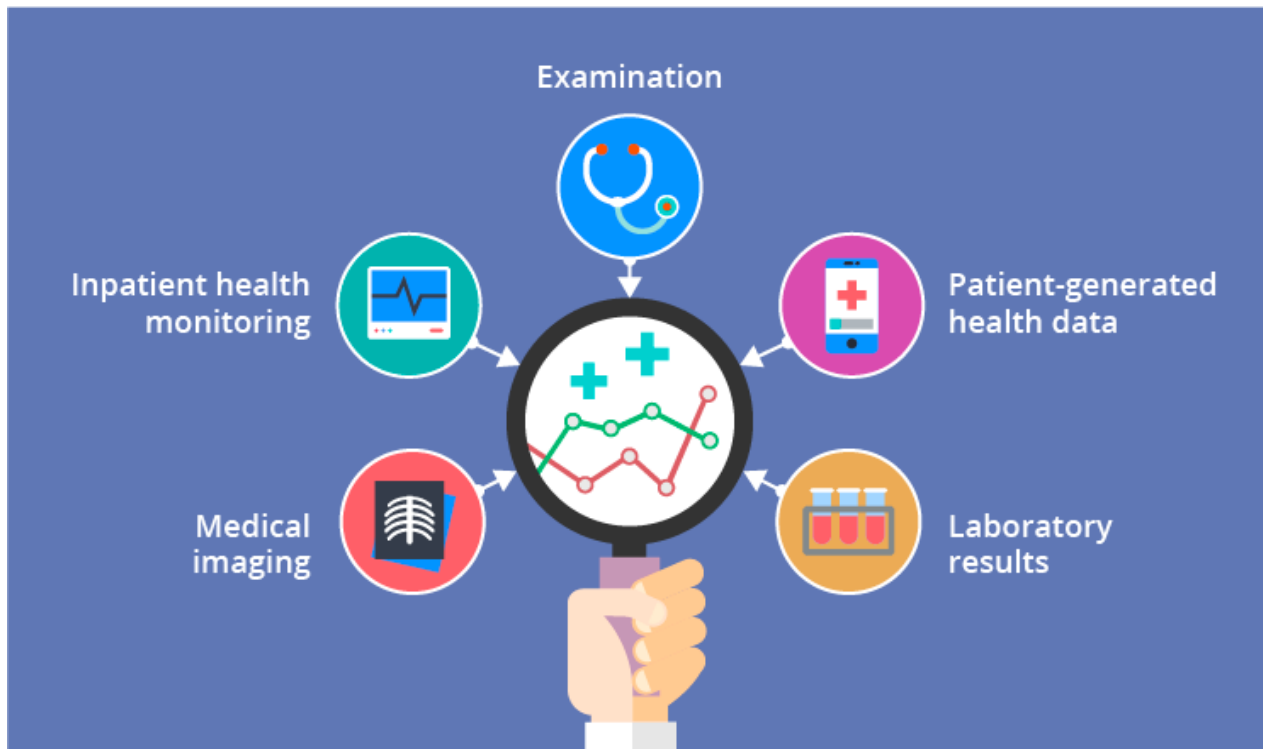 Examination
Inpatient health
monitoring
Patient-generated
health data
Medical
imaging
Laboratory
results